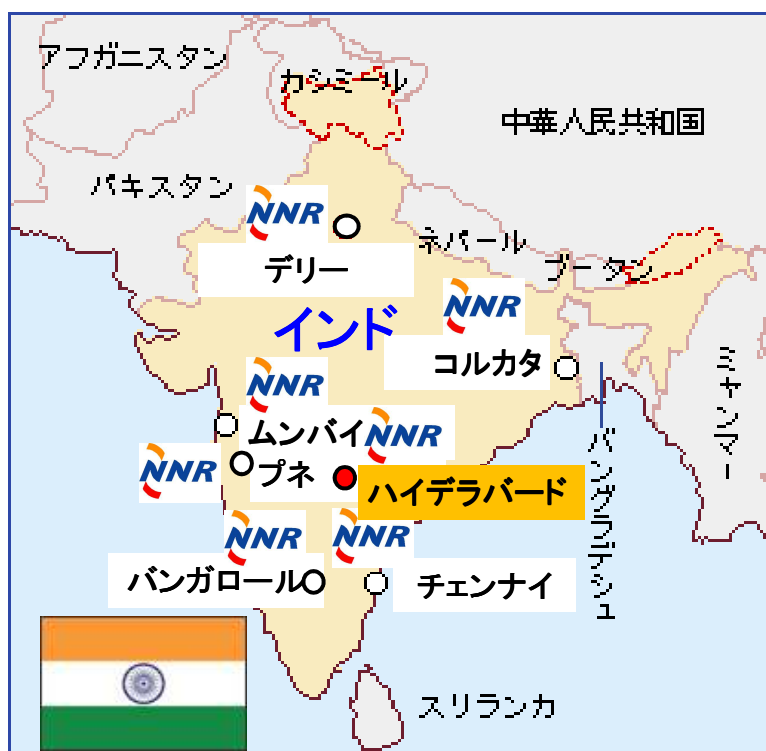 アフガニスタン
カシミール
中華人民共和国
パキスタン
NNR
デリー
ネパール
ブータン
NNR
インド
コルカタ
NNR
ムンバイ
NNR
NNR
プネ
ハイデラバード
NNR
NNR
バンガロール
チェンナイ
バングラデシュ
ミャンマー
スリランカ